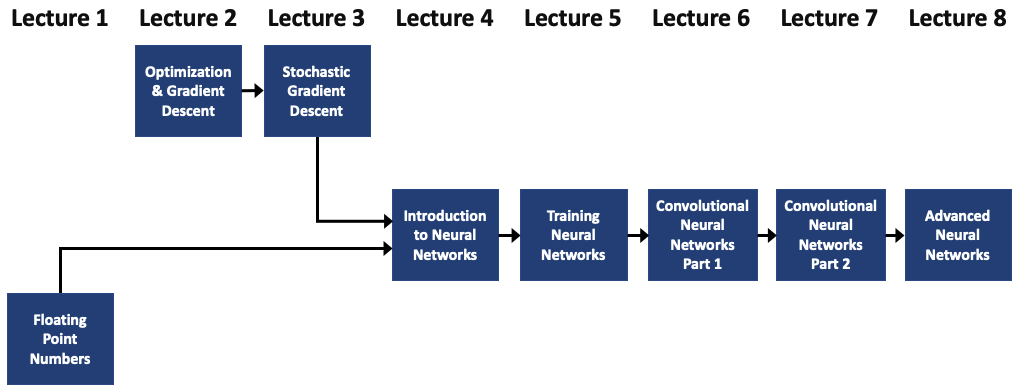 Lecture 1
Lecture 2
Lecture 3
Lecture 4
Lecture 5
Lecture 6
Lecture 7
Lecture 8
Optimization
& Gradient
Descent
Stochastic
Gradient
Descent
Introduction
to Neural
Networks
Training
Neural
Networks
Convolutional
Neural
Networks
Part 1
Convolutional
Neural
Networks
Part 2
Advanced
Neural
Networks
Floating
Point
Numbers